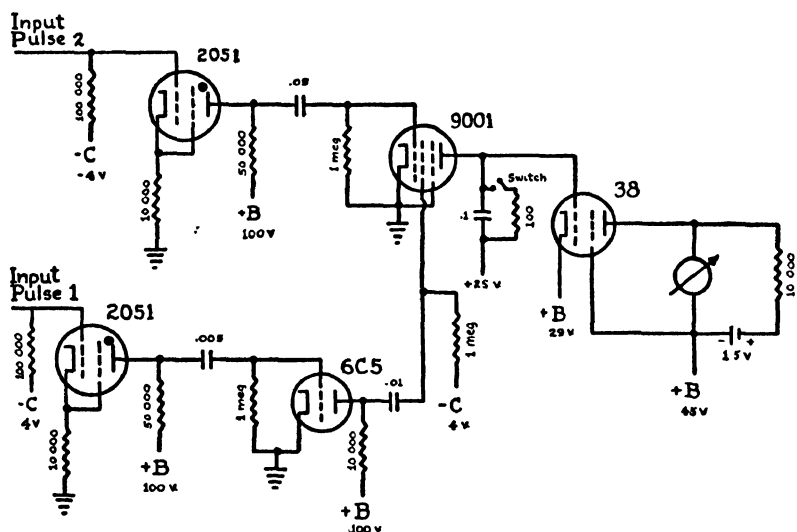 Input
Pulse 2
2051
100 000
-C
-4 v
10 000
50 000
+B
100 v
.05
1 meg
9001
.1
Switch
100
+25 v
38
+B
29 v
10 000
- +
1.5 v
+B
45 v
Input
Pulse 1
2051
100 000
-C
4 v
10 000
50 000
+B
100 v.
.005
1 meg
6C5
.01
10 000
+B
100 v.
1 meg
-C
4 v.